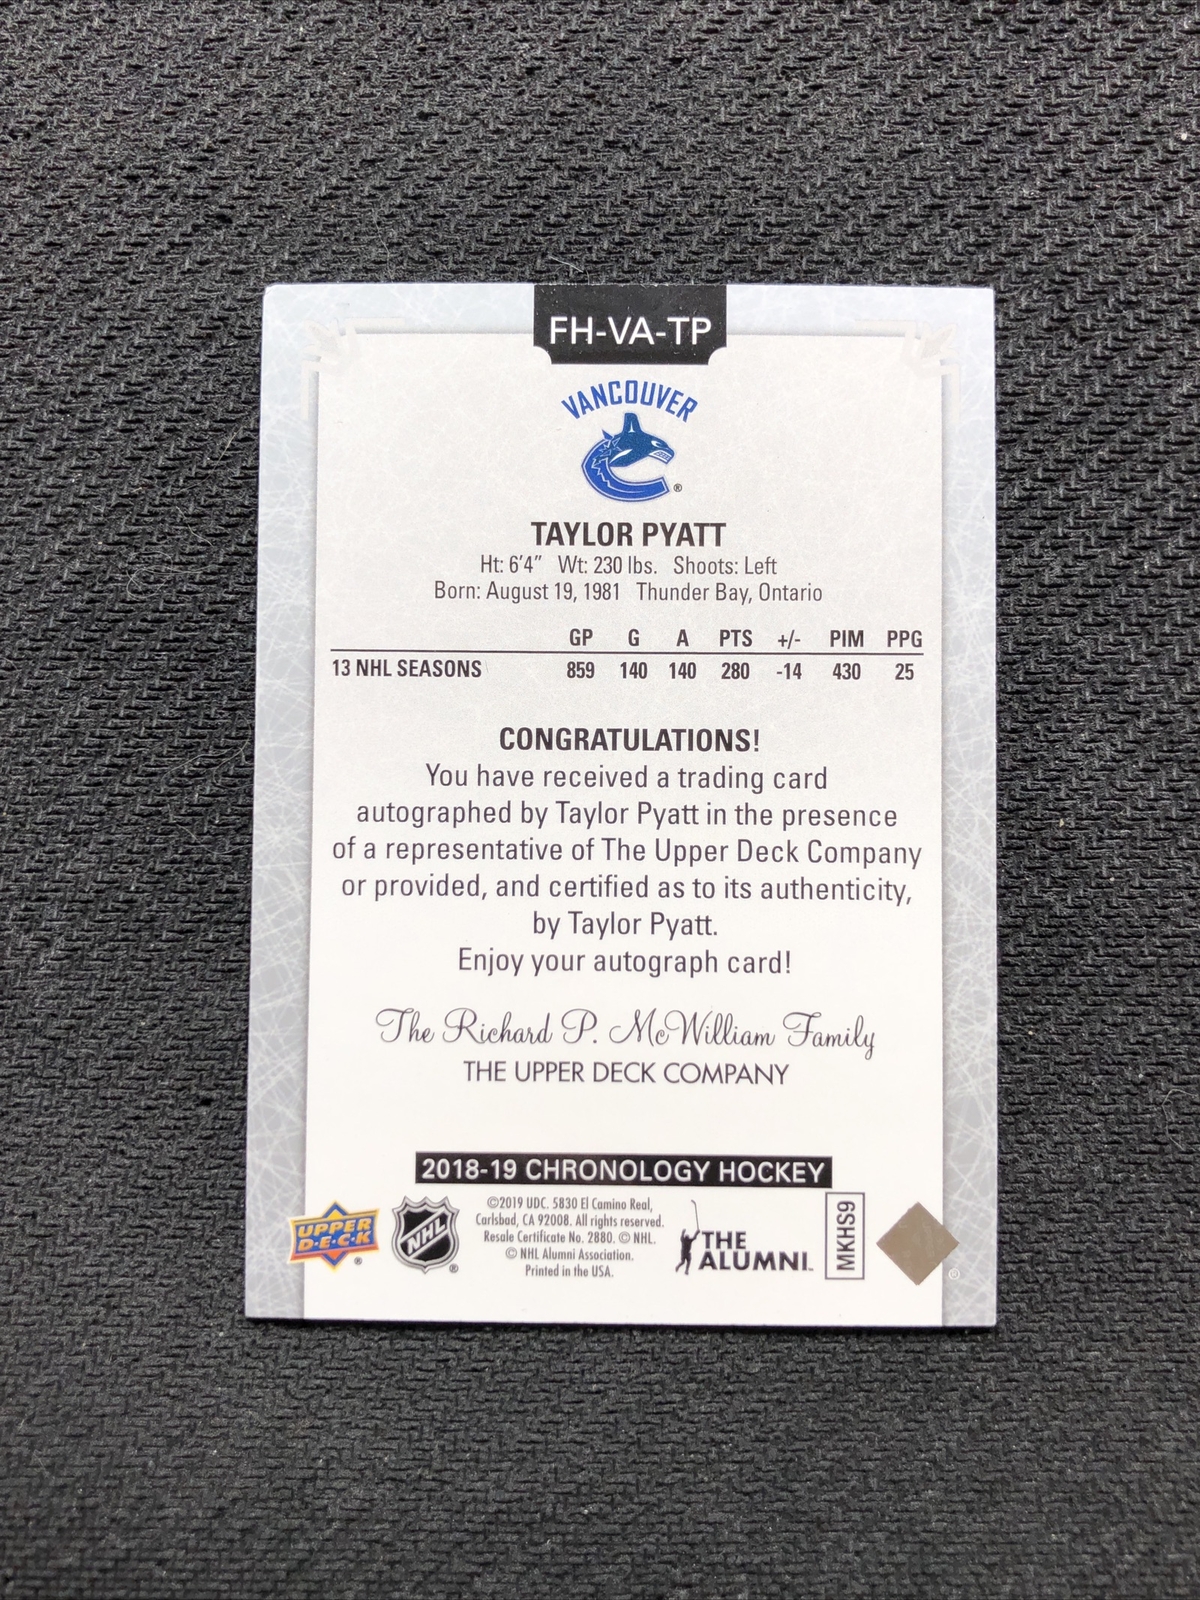 FH-VA-TP
VANCOUVER
®
TAYLOR PYATT
Ht: 6'4" Wt: 230 lbs. Shoots: Left
Born: August 19, 1981 Thunder Bay, Ontario
GP G A PTS +/- PIM PPG
13 NHL SEASONS 859 140 140 280 -14 430 25
CONGRATULATIONS!
You have received a trading card
autographed by Taylor Pyatt in the presence
of a representative of The Upper Deck Company
or provided, and certified as to its authenticity,
by Taylor Pyatt.
Enjoy your autograph card!
The Richard P. McWilliam Family
THE UPPER DECK COMPANY
2018-19 CHRONOLOGY HOCKEY
UPPER
D·E·C·K
®
NHL
®
©2019 UDC. 5830 El Camino Real,
Carlsbad, CA 92008. All rights reserved.
Resale Certificate No. 2880. © NHL.
© NHL Alumni Association.
Printed in the USA.
THE
ALUMNI™
MKHS9
®